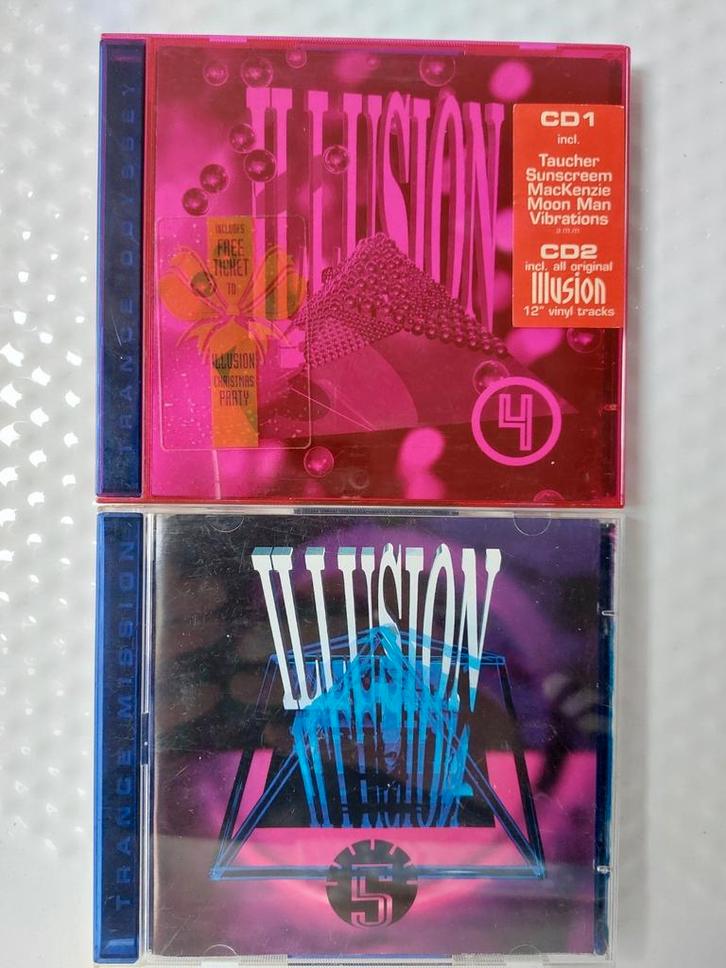 TRANCE ODYSSEY
ILLUSION
CD1
incl.
Taucher
Sunscreem
MacKenzie
Moon Man
Vibrations
a.m.m
CD2
incl. all original
Illusion
12" vinyl tracks
INCLUDES
FREE
TICKET
TO
ILLUSION
CHRISTMAS
PARTY
4
TRANCE MISSION
ILLUSION
ILLUSION
5